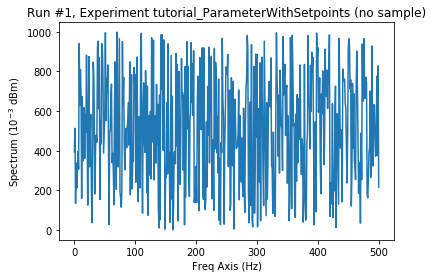 Run #1, Experiment tutorial_ParameterWithSetpoints (no sample)
1000
800
600
400
200
0
Spectrum (10⁻³ dBm)
0 100 200 300 400 500
Freq Axis (Hz)